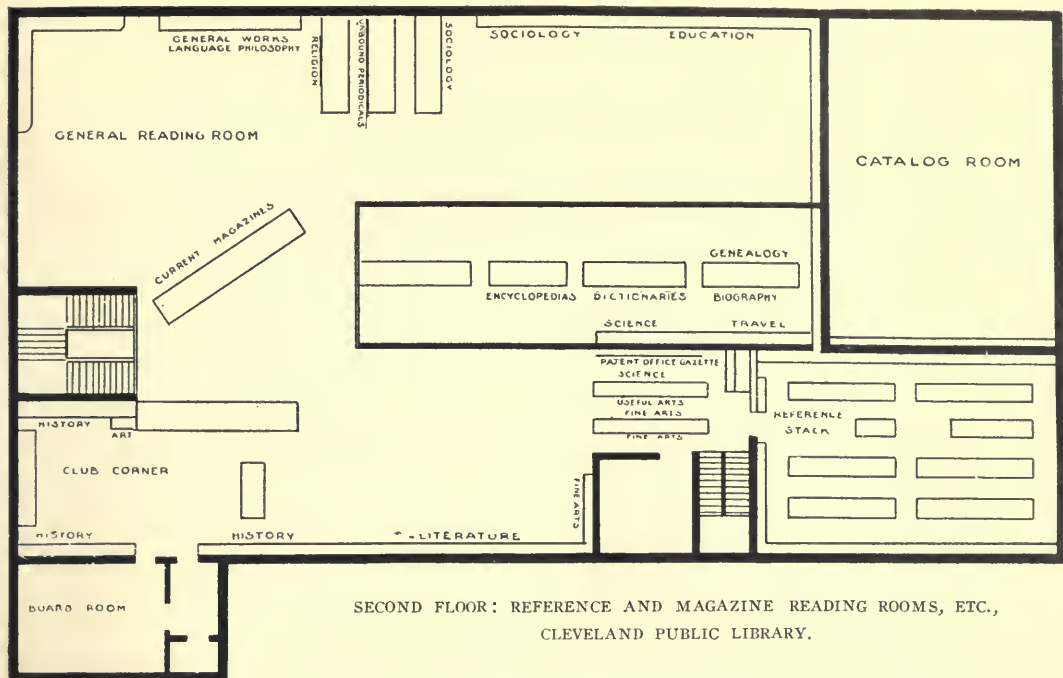 GENERAL WORKS
LANGUAGE PHILOSOPHY
RELIGION
UNBOUND PERIODICALS
SOCIOLOGY
SOCIOLOGY
EDUCATION
GENERAL READING ROOM
CATALOG ROOM
CURRENT MAGAZINES
GENEALOGY
ENCYCLOPEDIAS
DICTIONARIES
BIOGRAPHY
SCIENCE
TRAVEL
PATENT OFFICE GAZETTE
SCIENCE
USEFUL ARTS
FINE ARTS
FINE ARTS
REFERENCE
STACK
HISTORY
ART
CLUB CORNER
FINE ARTS
HISTORY
HISTORY
LITERATURE
BOARD ROOM
SECOND FLOOR: REFERENCE AND MAGAZINE READING ROOMS, ETC.,
CLEVELAND PUBLIC LIBRARY.